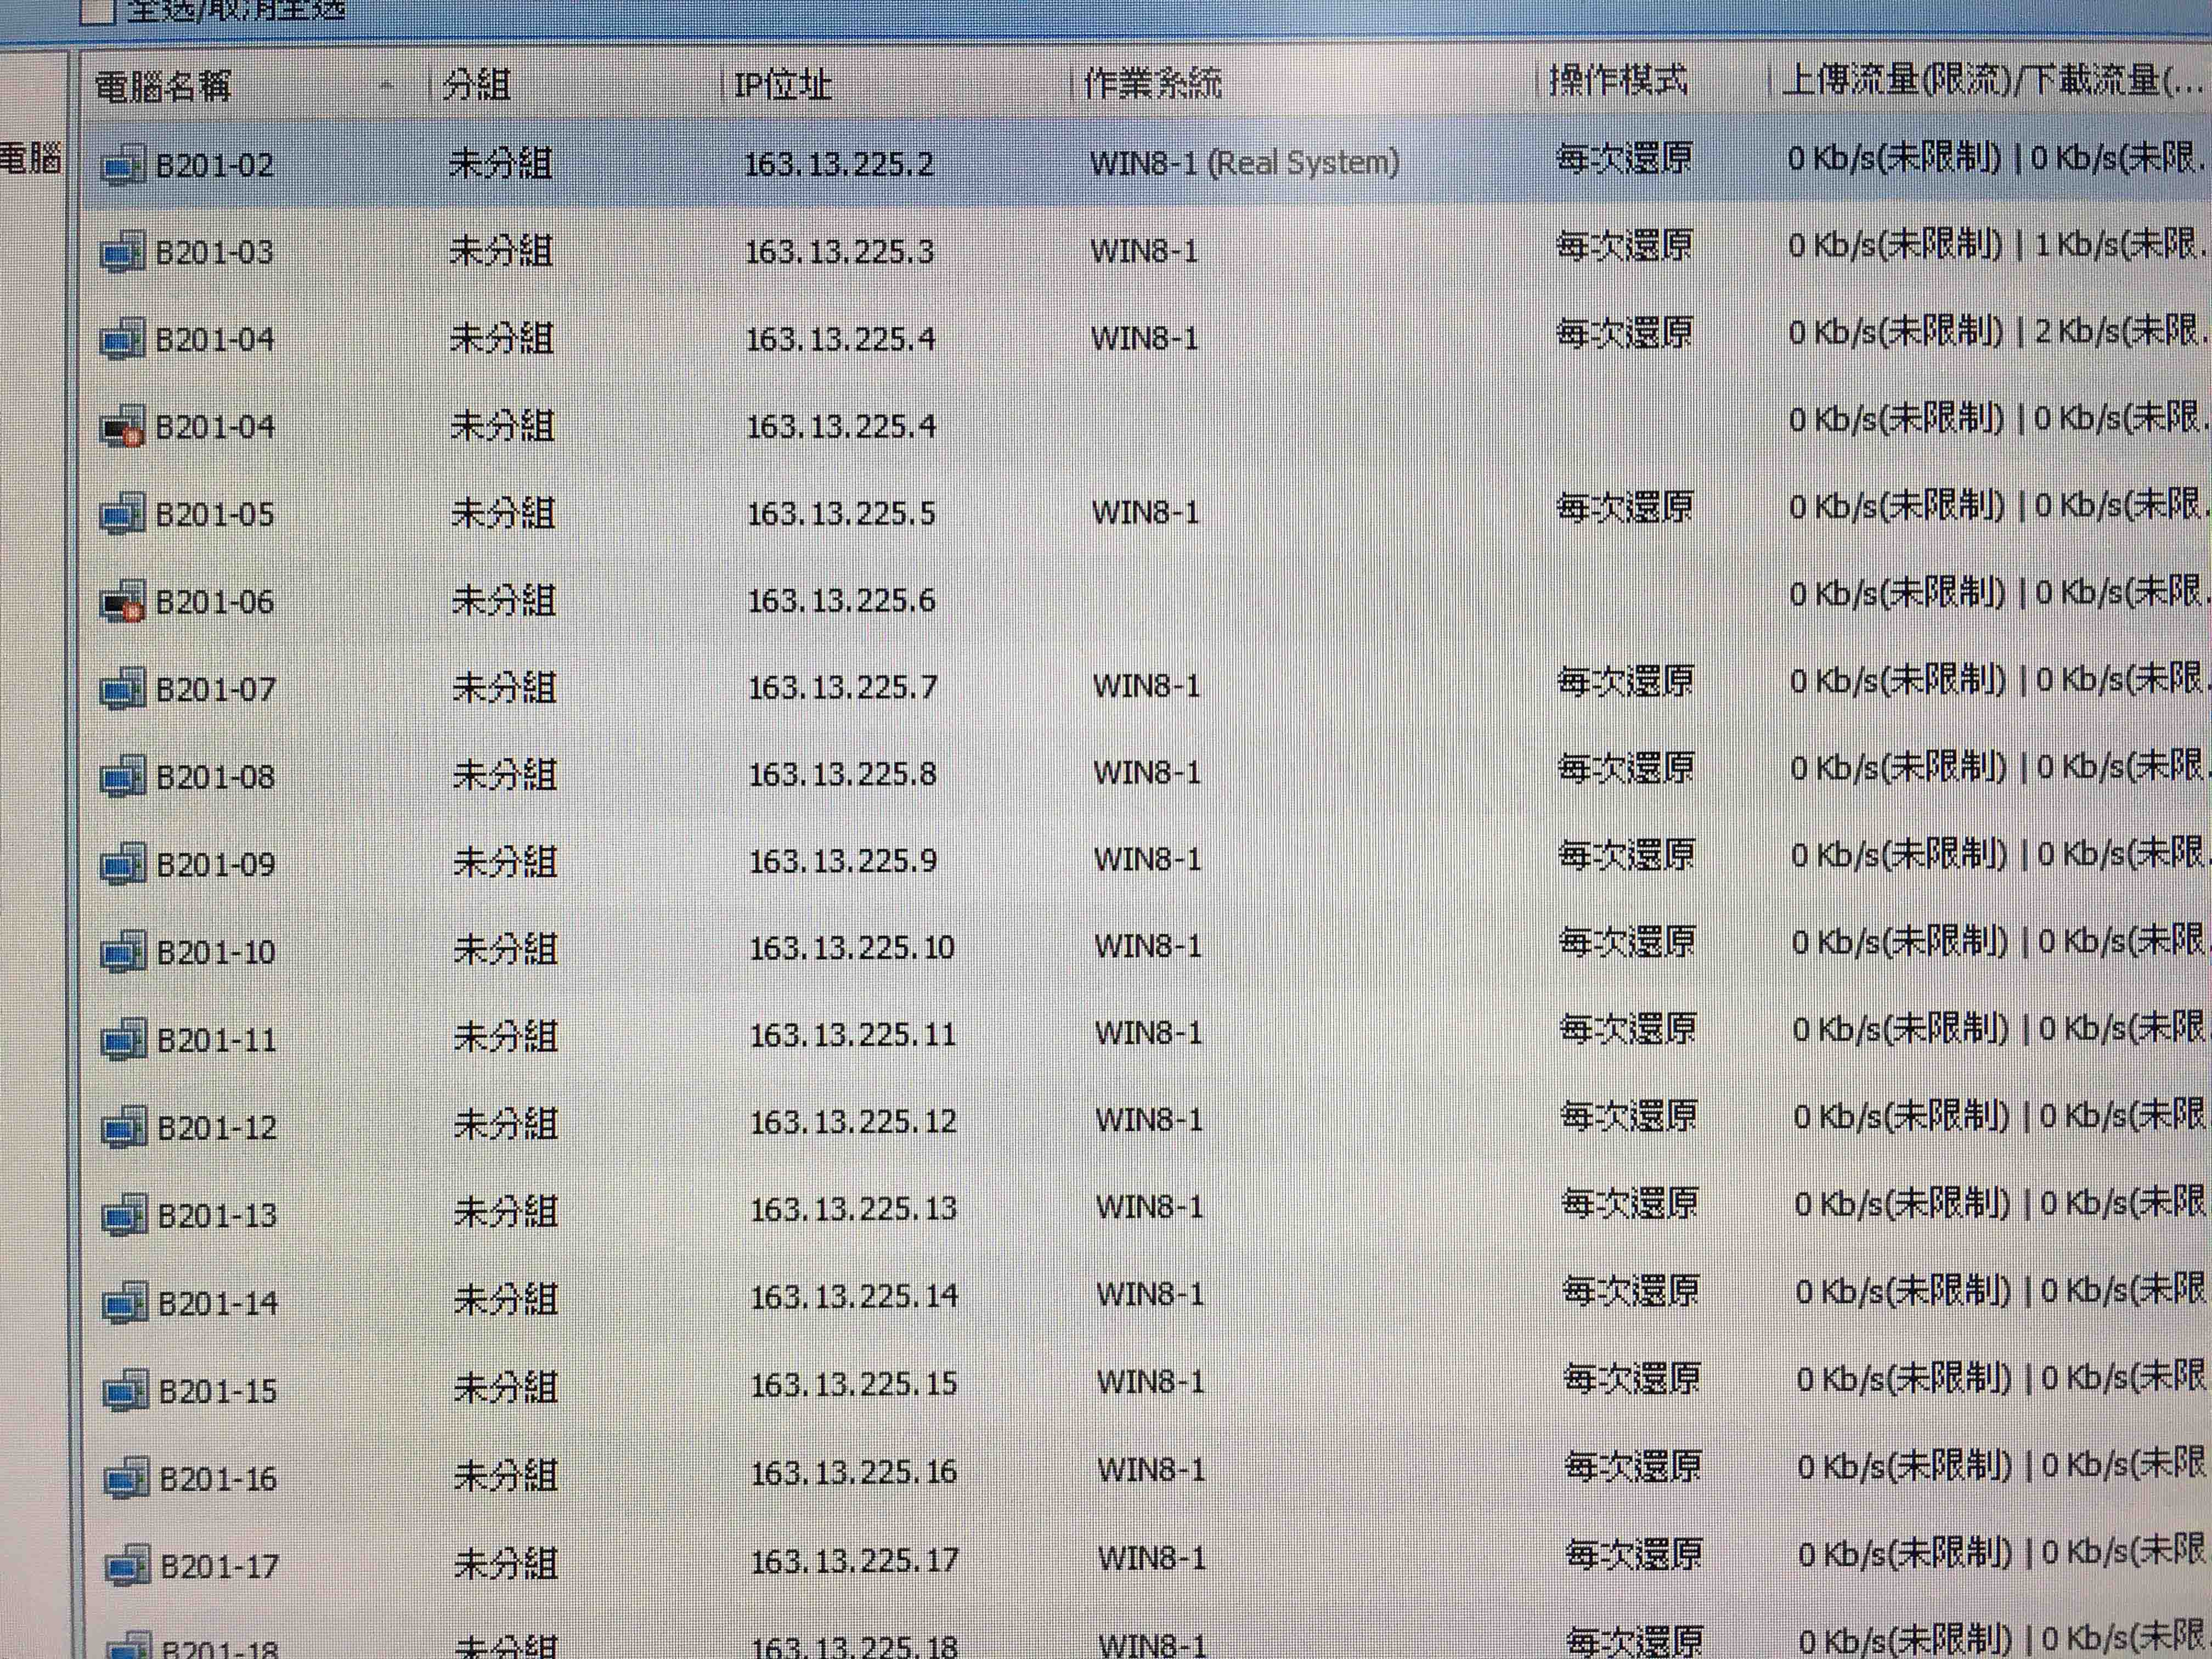 全选/取消全选
電腦名稱 分組 IP位址 作業系統 操作模式 上傳流量(限流)/下載流量(...
電腦
B201-02 未分組 163.13.225.2 WIN8-1 (Real System) 每次還原 0 Kb/s(未限制) | 0 Kb/s(未限.
B201-03 未分組 163.13.225.3 WIN8-1 每次還原 0 Kb/s(未限制) | 1 Kb/s(未限.
B201-04 未分組 163.13.225.4 WIN8-1 每次還原 0 Kb/s(未限制) | 2 Kb/s(未限.
B201-04 未分組 163.13.225.4 0 Kb/s(未限制) | 0 Kb/s(未限.
B201-05 未分組 163.13.225.5 WIN8-1 每次還原 0 Kb/s(未限制) | 0 Kb/s(未限.
B201-06 未分組 163.13.225.6 0 Kb/s(未限制) | 0 Kb/s(未限.
B201-07 未分組 163.13.225.7 WIN8-1 每次還原 0 Kb/s(未限制) | 0 Kb/s(未限.
B201-08 未分組 163.13.225.8 WIN8-1 每次還原 0 Kb/s(未限制) | 0 Kb/s(未限.
B201-09 未分組 163.13.225.9 WIN8-1 每次還原 0 Kb/s(未限制) | 0 Kb/s(未限.
B201-10 未分組 163.13.225.10 WIN8-1 每次還原 0 Kb/s(未限制) | 0 Kb/s(未限.
B201-11 未分組 163.13.225.11 WIN8-1 每次還原 0 Kb/s(未限制) | 0 Kb/s(未限
B201-12 未分組 163.13.225.12 WIN8-1 每次還原 0 Kb/s(未限制) | 0 Kb/s(未限
B201-13 未分組 163.13.225.13 WIN8-1 每次還原 0 Kb/s(未限制) | 0 Kb/s(未限
B201-14 未分組 163.13.225.14 WIN8-1 每次還原 0 Kb/s(未限制) | 0 Kb/s(未限
B201-15 未分組 163.13.225.15 WIN8-1 每次還原 0 Kb/s(未限制) | 0 Kb/s(未限
B201-16 未分組 163.13.225.16 WIN8-1 每次還原 0 Kb/s(未限制) | 0 Kb/s(未限
B201-17 未分組 163.13.225.17 WIN8-1 每次還原 0 Kb/s(未限制) | 0 Kb/s(未限
B201-18 未分組 163.13.225.18 WIN8-1 每次還原 0 Kb/s(未限制) | 0 Kb/s(未限